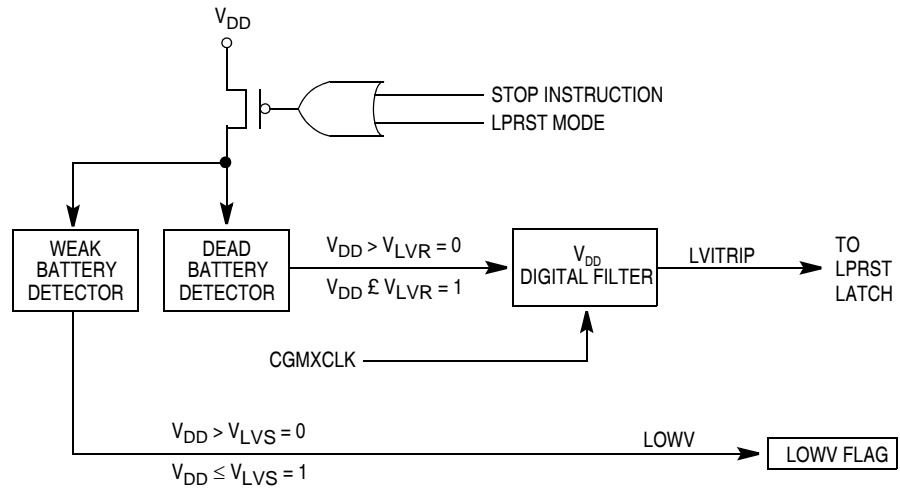 VDD
STOP INSTRUCTION
LPRST MODE
WEAK
BATTERY
DETECTOR
DEAD
BATTERY
DETECTOR
VDD > VLVR = 0
VDD £ VLVR = 1
VDD
DIGITAL FILTER
LVITRIP
TO
LPRST
LATCH
CGMXCLK
VDD > VLVS = 0
VDD ≤ VLVS = 1
LOWV
LOWV FLAG